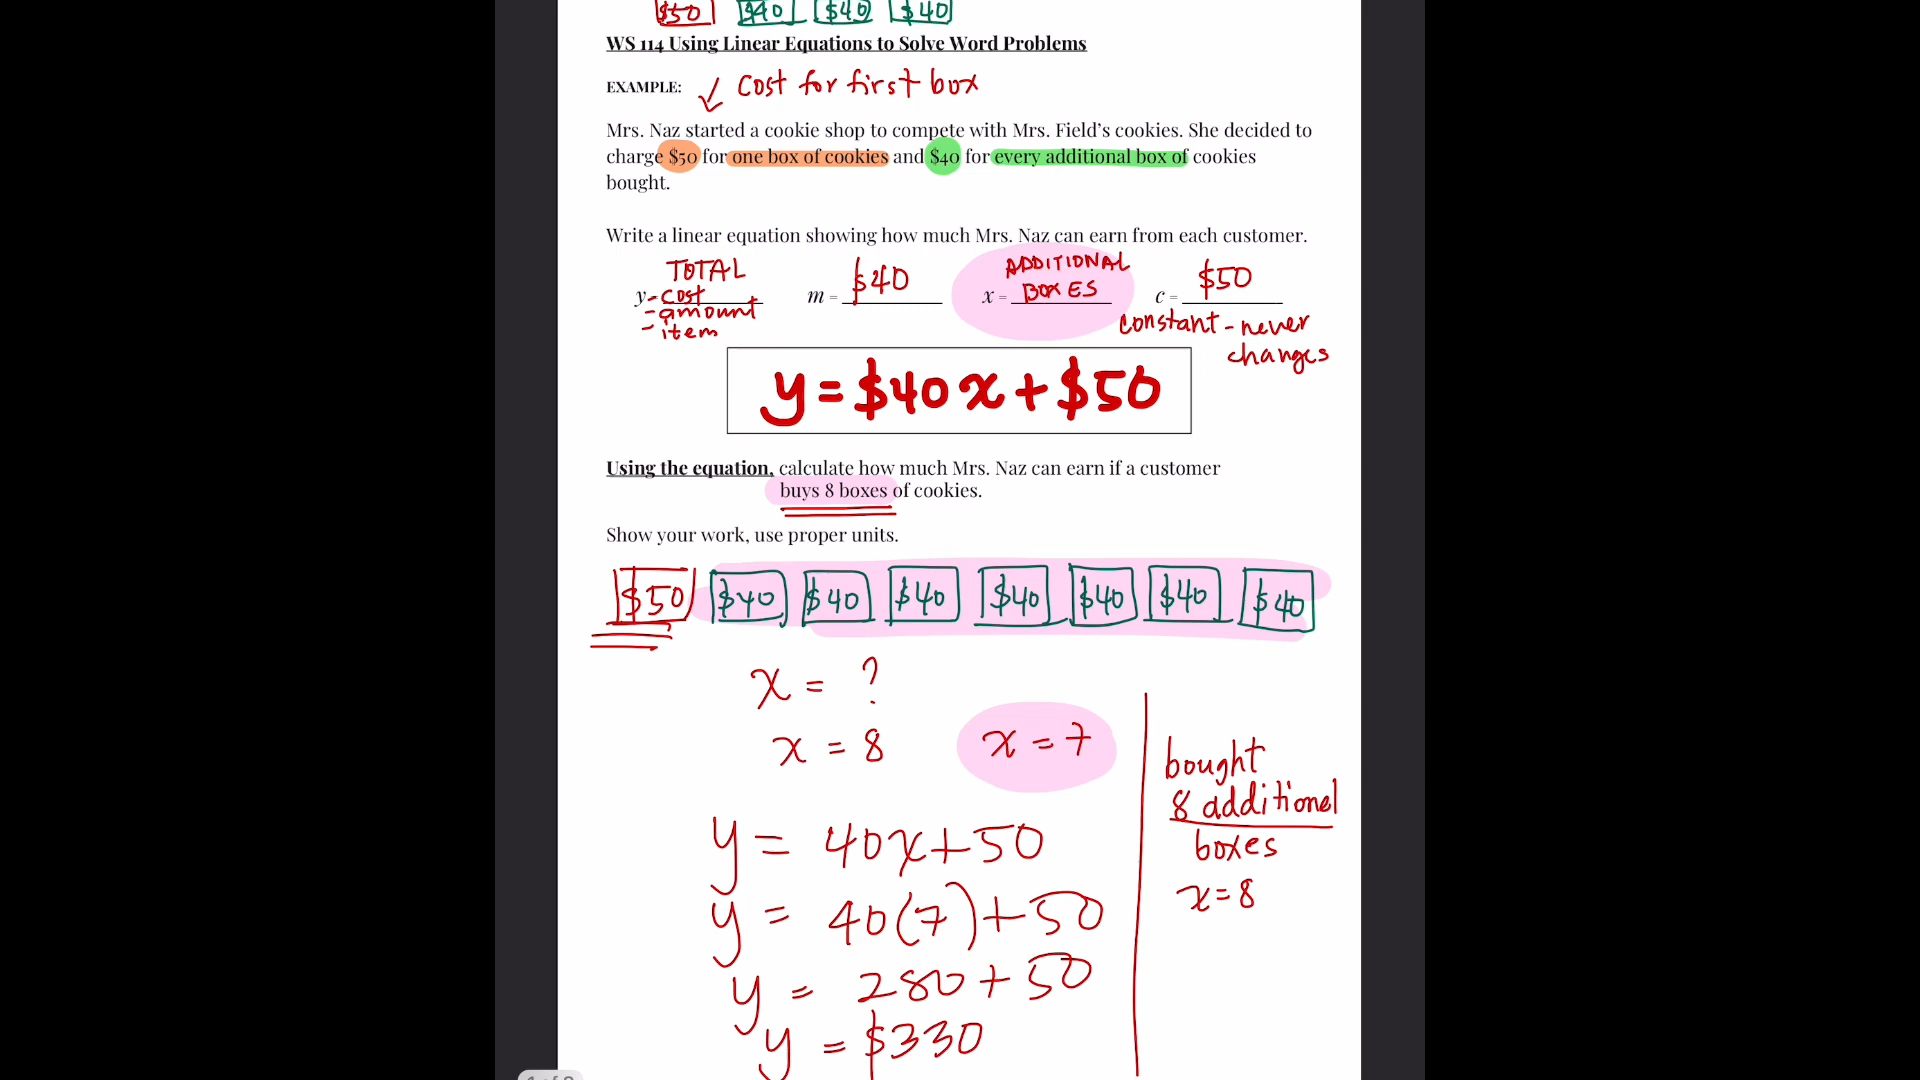 $50 $40 $40 $40
WS 114 Using Linear Equations to Solve Word Problems
EXAMPLE: ↙ Cost for first box
Mrs. Naz started a cookie shop to compete with Mrs. Field's cookies. She decided to
charge $50 for one box of cookies and $40 for every additional box of cookies
bought.
Write a linear equation showing how much Mrs. Naz can earn from each customer.
TOTAL
y - cost
- amount
- item
m = $40
x = ADDITIONAL
BOXES
c = $50
constant - never
changes
y = $40x + $50
Using the equation, calculate how much Mrs. Naz can earn if a customer
buys 8 boxes of cookies.
Show your work, use proper units.
$50 $40 $40 $40 $40 $40 $40 $40
x = ?
x = 8 x = 7
y = 40x+50
y = 40(7)+50
y = 280+50
y = $330
bought
8 additional
boxes
x=8